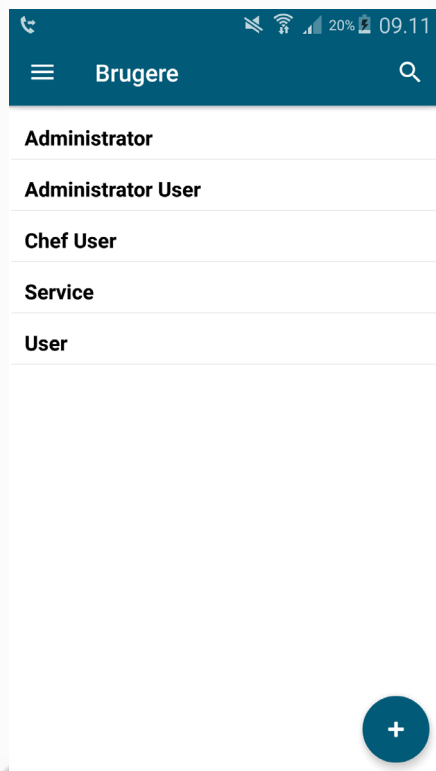 20% 09.11
Brugere
Administrator
Administrator User
Chef User
Service
User